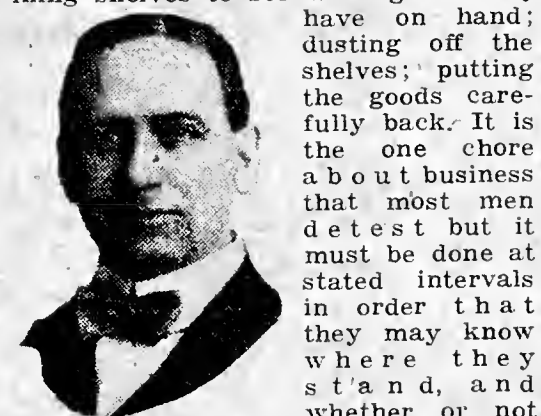 have on hand;
dusting off the
shelves; putting
the goods care-
fully back. It is
the one chore
about business
that most men
detest but it
must be done at
stated intervals
in order that
they may know
where they
stand, and
whether or not